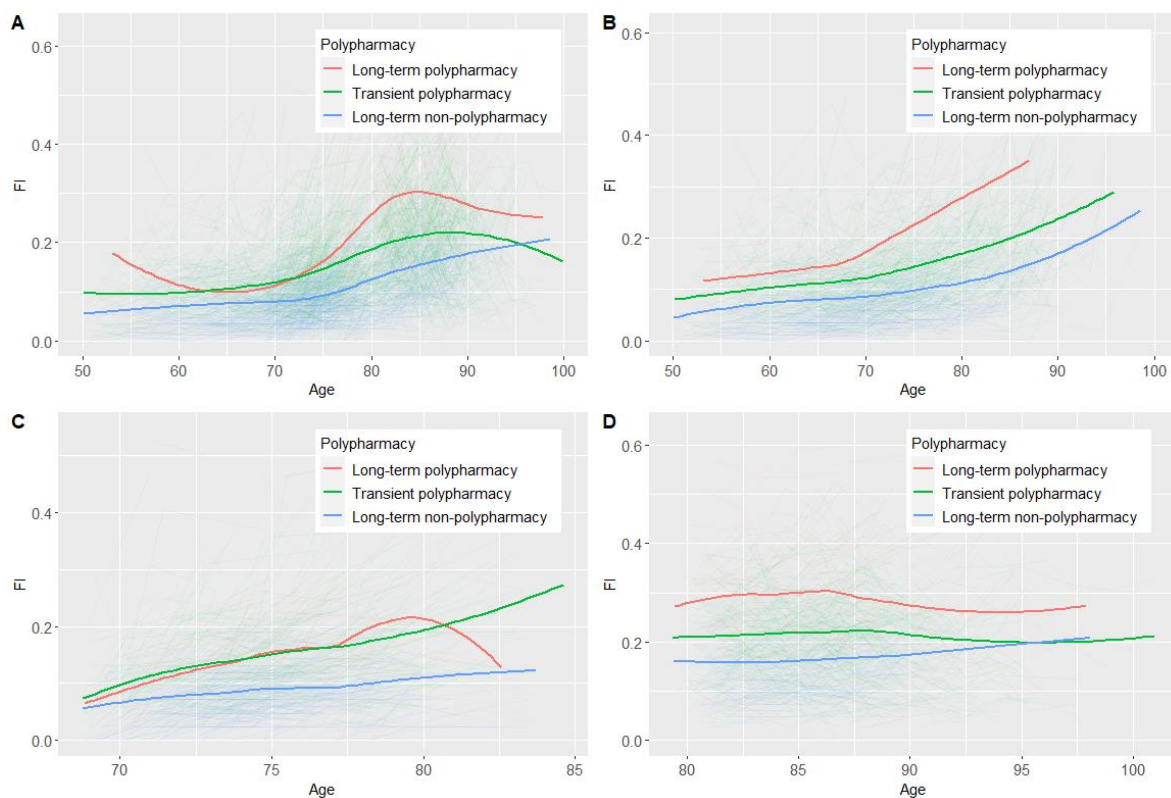 A
Polypharmacy
Long-term polypharmacy
Transient polypharmacy
Long-term non-polypharmacy
0.6
0.4
0.2
0.0
FI
50 60 70 80 90 100
Age
B
Polypharmacy
Long-term polypharmacy
Transient polypharmacy
Long-term non-polypharmacy
0.6
0.4
0.2
0.0
FI
50 60 70 80 90 100
Age
C
Polypharmacy
Long-term polypharmacy
Transient polypharmacy
Long-term non-polypharmacy
0.4
0.2
0.0
FI
70 75 80 85
Age
D
Polypharmacy
Long-term polypharmacy
Transient polypharmacy
Long-term non-polypharmacy
0.6
0.4
0.2
0.0
FI
80 85 90 95 100
Age